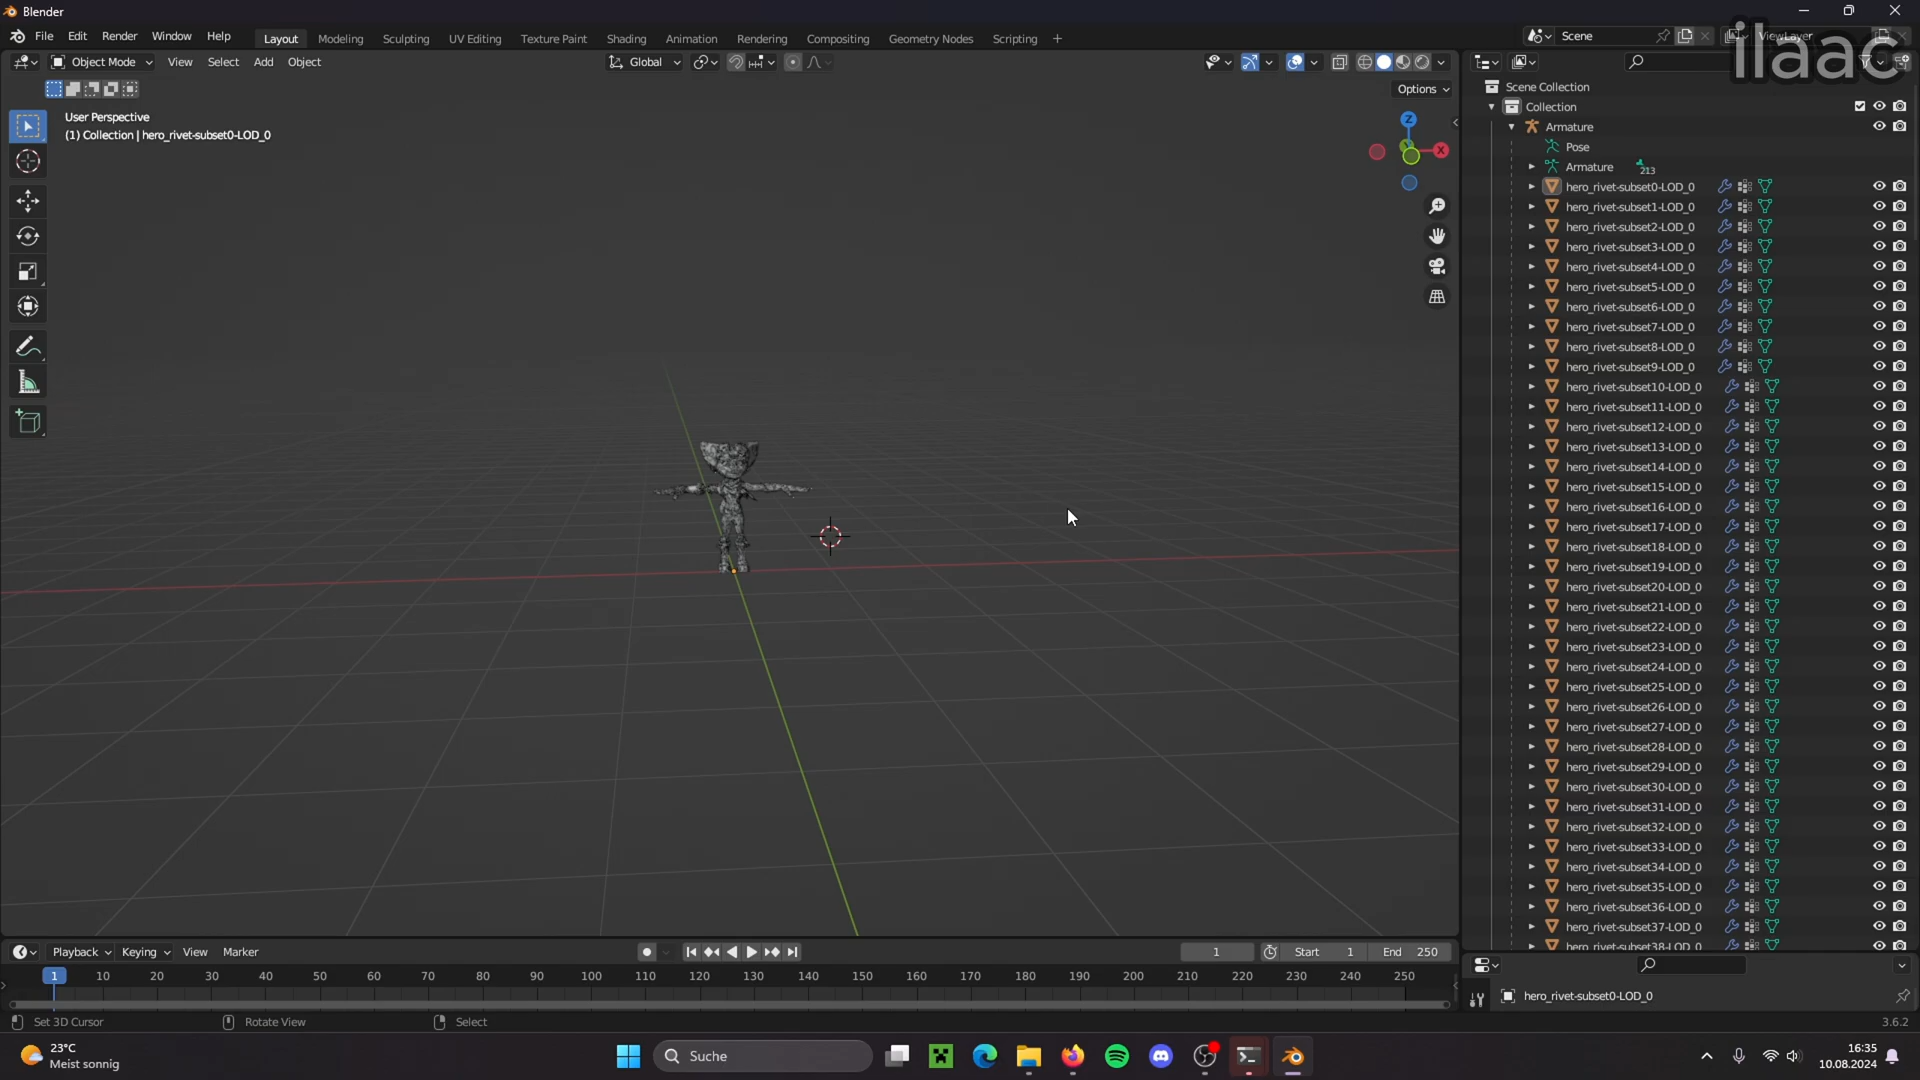 Blender
File Edit Render Window Help
Layout Modeling Sculpting UV Editing Texture Paint Shading Animation Rendering Compositing Geometry Nodes Scripting +
Scene
ViewLayer
ilaac
Object Mode View Select Add Object
Global
Options
User Perspective
(1) Collection | hero_rivet-subset0-LOD_0
Z
X
Scene Collection
Collection
Armature
Pose
Armature 213
hero_rivet-subset0-LOD_0
hero_rivet-subset1-LOD_0
hero_rivet-subset2-LOD_0
hero_rivet-subset3-LOD_0
hero_rivet-subset4-LOD_0
hero_rivet-subset5-LOD_0
hero_rivet-subset6-LOD_0
hero_rivet-subset7-LOD_0
hero_rivet-subset8-LOD_0
hero_rivet-subset9-LOD_0
hero_rivet-subset10-LOD_0
hero_rivet-subset11-LOD_0
hero_rivet-subset12-LOD_0
hero_rivet-subset13-LOD_0
hero_rivet-subset14-LOD_0
hero_rivet-subset15-LOD_0
hero_rivet-subset16-LOD_0
hero_rivet-subset17-LOD_0
hero_rivet-subset18-LOD_0
hero_rivet-subset19-LOD_0
hero_rivet-subset20-LOD_0
hero_rivet-subset21-LOD_0
hero_rivet-subset22-LOD_0
hero_rivet-subset23-LOD_0
hero_rivet-subset24-LOD_0
hero_rivet-subset25-LOD_0
hero_rivet-subset26-LOD_0
hero_rivet-subset27-LOD_0
hero_rivet-subset28-LOD_0
hero_rivet-subset29-LOD_0
hero_rivet-subset30-LOD_0
hero_rivet-subset31-LOD_0
hero_rivet-subset32-LOD_0
hero_rivet-subset33-LOD_0
hero_rivet-subset34-LOD_0
hero_rivet-subset35-LOD_0
hero_rivet-subset36-LOD_0
hero_rivet-subset37-LOD_0
hero_rivet-subset38-LOD_0
Playback Keying View Marker
1 Start 1 End 250
1 10 20 30 40 50 60 70 80 90 100 110 120 130 140 150 160 170 180 190 200 210 220 230 240 250
hero_rivet-subset0-LOD_0
Set 3D Cursor Rotate View Select
3.6.2
23°C
Meist sonnig
Suche
16:35
10.08.2024